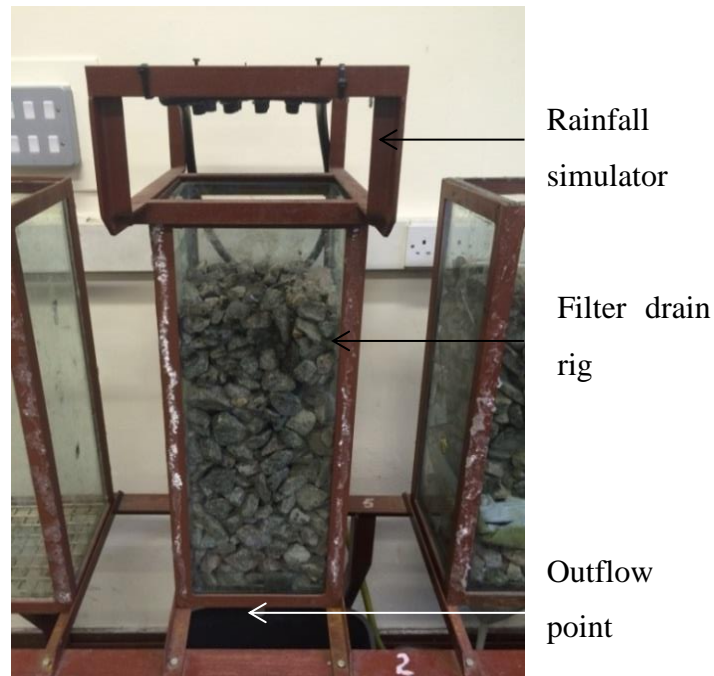 Rainfall
simulator
Filter drain
rig
5
Outflow
point
2